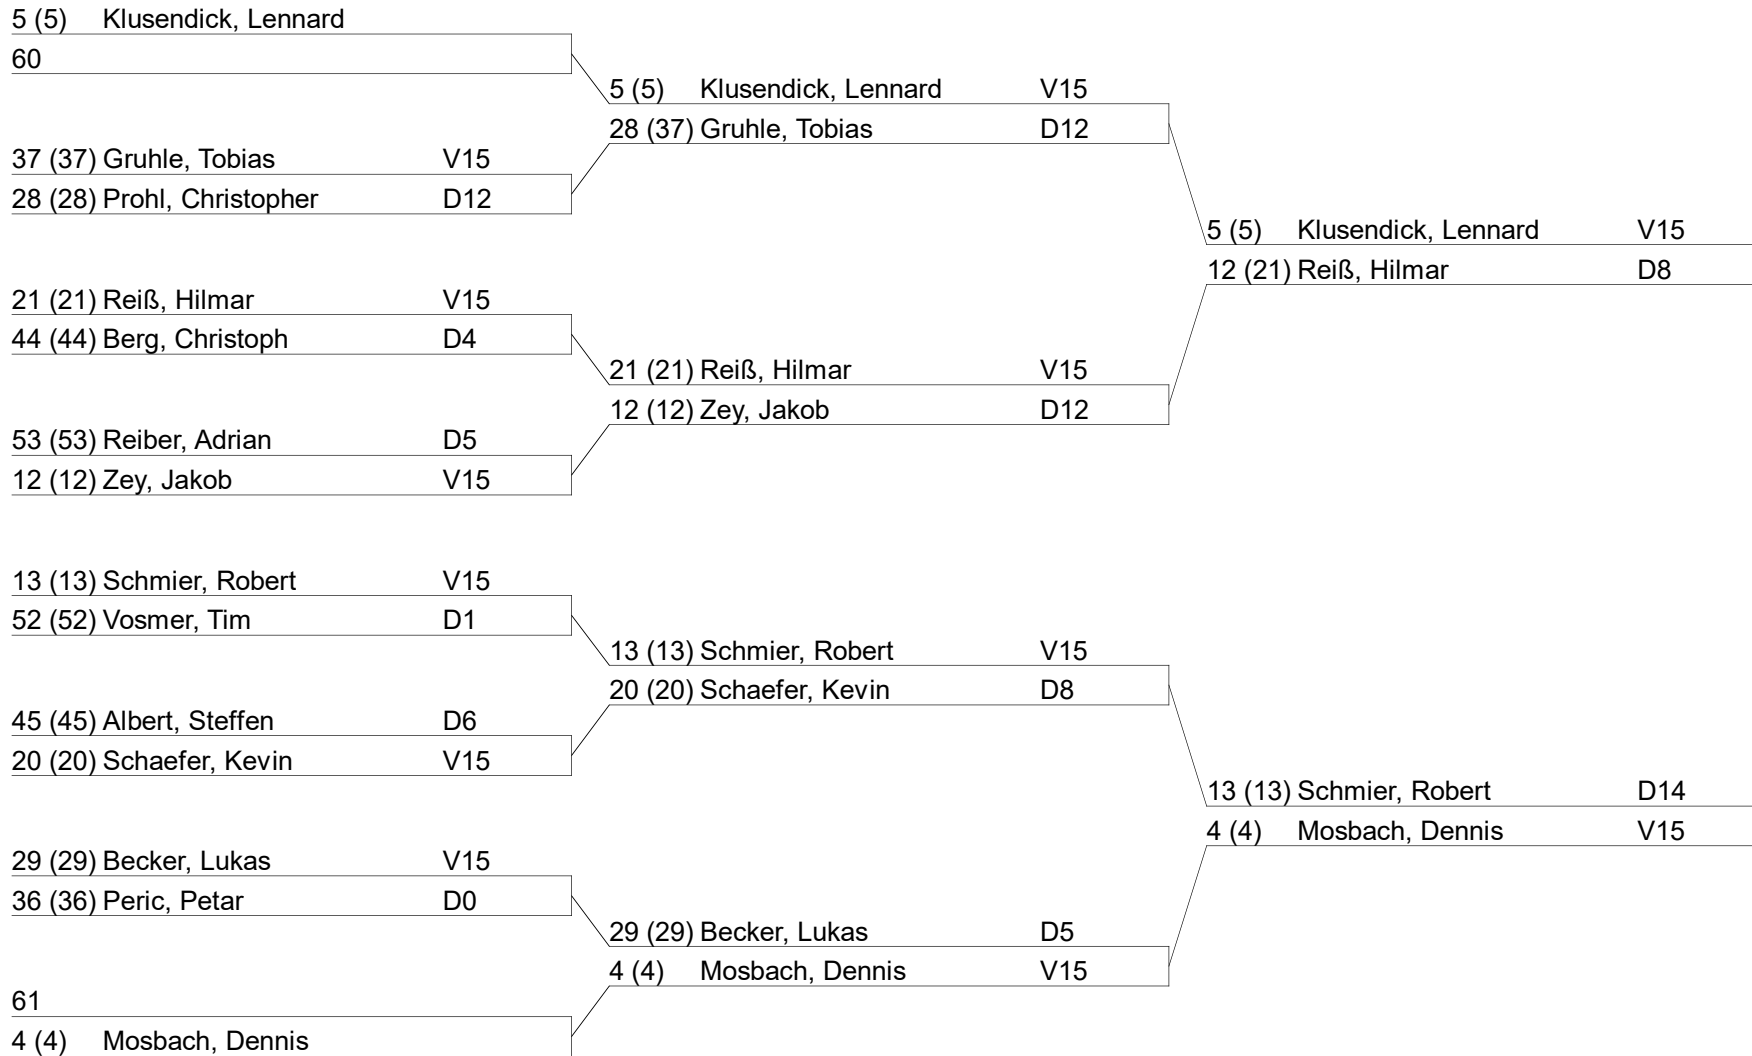 5 (5) Klusendick, Lennard
60
37 (37) Gruhle, Tobias V15
28 (28) Prohl, Christopher D12
21 (21) Reiß, Hilmar V15
44 (44) Berg, Christoph D4
53 (53) Reiber, Adrian D5
12 (12) Zey, Jakob V15
13 (13) Schmier, Robert V15
52 (52) Vosmer, Tim D1
45 (45) Albert, Steffen D6
20 (20) Schaefer, Kevin V15
29 (29) Becker, Lukas V15
36 (36) Peric, Petar D0
61
4 (4) Mosbach, Dennis
5 (5) Klusendick, Lennard V15
28 (37) Gruhle, Tobias D12
21 (21) Reiß, Hilmar V15
12 (12) Zey, Jakob D12
13 (13) Schmier, Robert V15
20 (20) Schaefer, Kevin D8
29 (29) Becker, Lukas D5
4 (4) Mosbach, Dennis V15
5 (5) Klusendick, Lennard V15
12 (21) Reiß, Hilmar D8
13 (13) Schmier, Robert D14
4 (4) Mosbach, Dennis V15